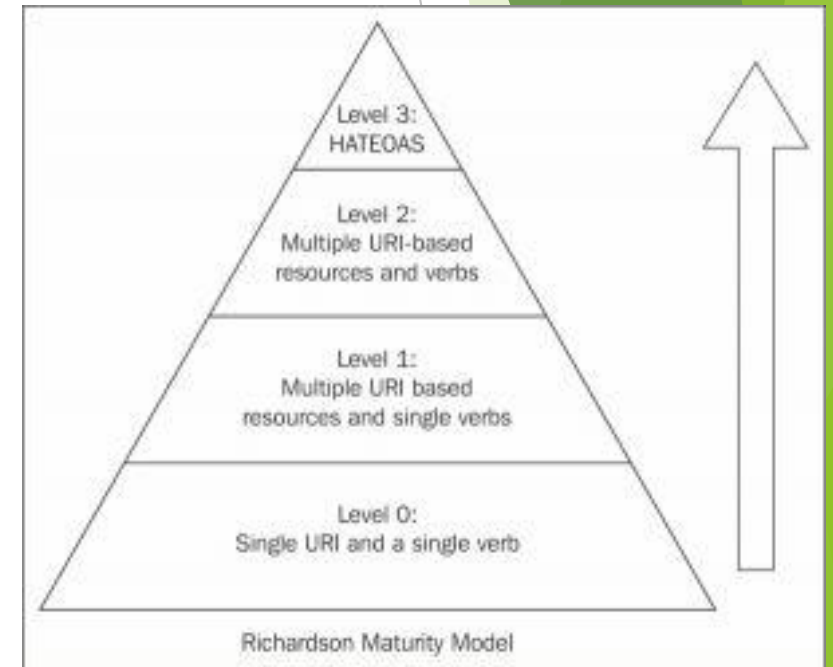 Level 3:
HATEOAS
Level 2:
Multiple URI-based
resources and verbs
Level 1:
Multiple URI based
resources and single verbs
Level 0:
Single URI and a single verb
Richardson Maturity Model